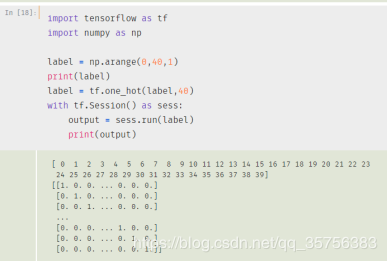 In [18]:
import tensorflow as tf
import numpy as np
label = np.arange(0,40,1)
print(label)
label = tf.one_hot(label,40)
with tf.Session() as sess:
output = sess.run(label)
print(output)
[ 0 1 2 3 4 5 6 7 8 9 10 11 12 13 14 15 16 17 18 19 20 21 22 23
24 25 26 27 28 29 30 31 32 33 34 35 36 37 38 39]
[[1. 0. 0. ... 0. 0. 0.]
[0. 1. 0. ... 0. 0. 0.]
[0. 0. 1. ... 0. 0. 0.]
...
[0. 0. 0. ... 1. 0. 0.]
[0. 0. 0. ... 0. 1. 0.]
[0. 0. 0. ... 0. 0. 1.]]
https://blog.csdn.net/qq_35756383